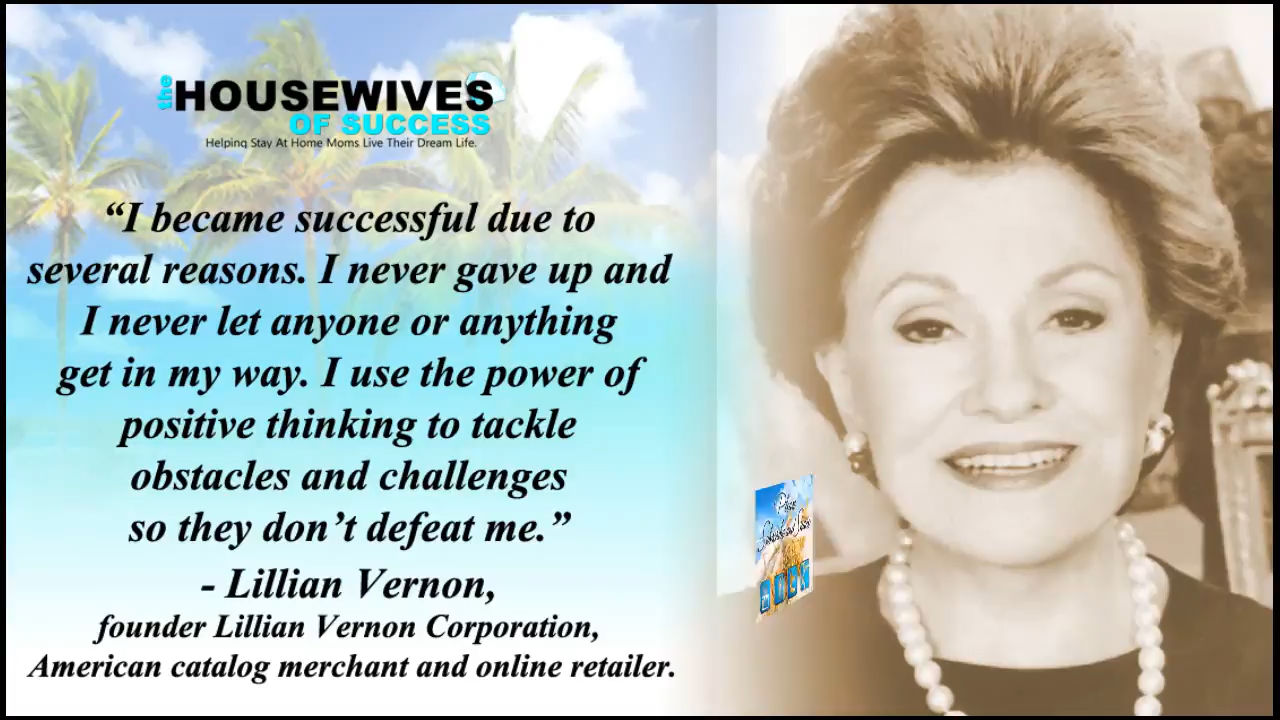 the HOUSEWIVES
OF SUCCESS
Helping Stay At Home Moms Live Their Dream Life.
“I became successful due to
several reasons. I never gave up and
I never let anyone or anything
get in my way. I use the power of
positive thinking to tackle
obstacles and challenges
so they don’t defeat me.”
- Lillian Vernon,
founder Lillian Vernon Corporation,
American catalog merchant and online retailer.